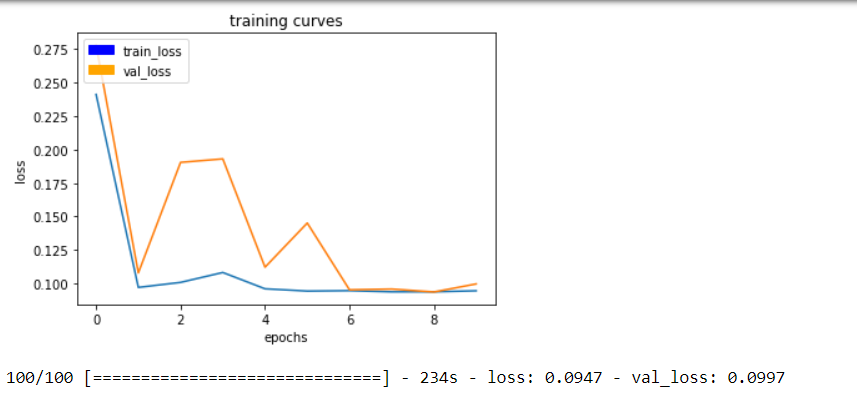 training curves
train_loss
val_loss
0.275
0.250
0.225
0.200
0.175
0.150
0.125
0.100
loss
0 2 4 6 8
epochs
100/100 [==============================] - 234s - loss: 0.0947 - val_loss: 0.0997